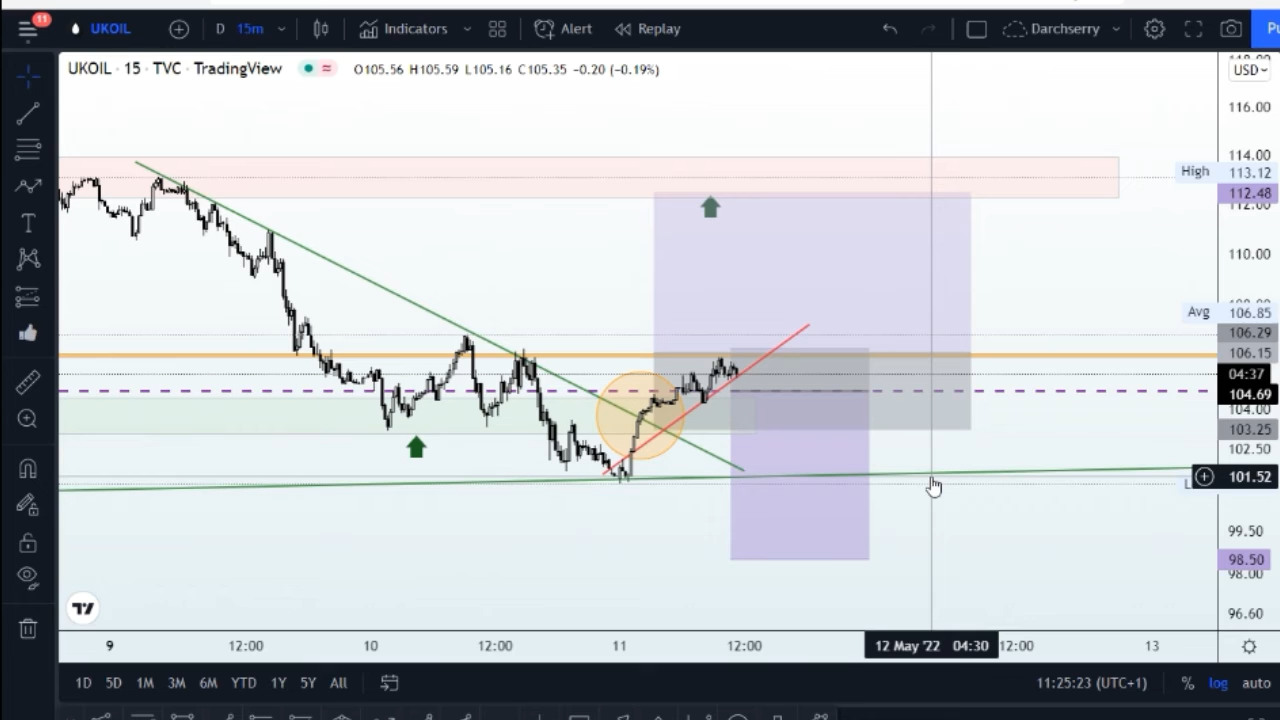 11
UKOIL D 15m Indicators Alert Replay Darchserry
UKOIL · 15 · TVC · TradingView O105.56 H105.59 L105.16 C105.35 −0.20 (−0.19%)
USD
116.00
114.00
High 113.12
112.48
112.00
110.00
Avg 106.85
106.29
106.15
04:37
104.69
104.00
103.25
102.50
101.52
99.50
98.50
98.00
96.60
9 12:00 10 12:00 11 12:00 12 May '22 04:30 12:00 13
1D 5D 1M 3M 6M YTD 1Y 5Y All 11:25:23 (UTC+1) % log auto